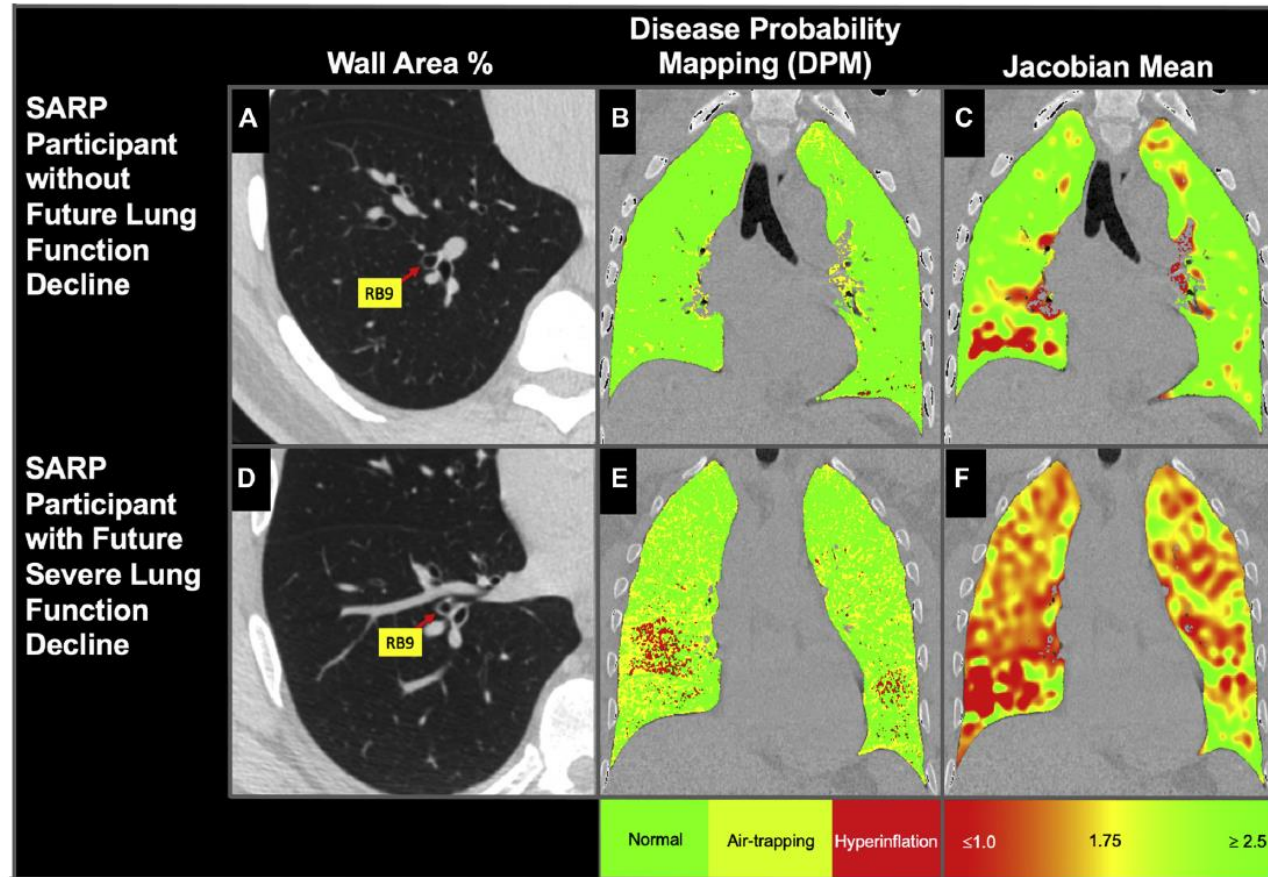 Wall Area %
Disease Probability
Mapping (DPM)
Jacobian Mean
SARP
Participant
without
Future Lung
Function
Decline
A
RB9
B
C
SARP
Participant
with Future
Severe Lung
Function
Decline
D
RB9
E
F
Normal
Air-trapping
Hyperinflation
≤1.0
1.75
≥ 2.5